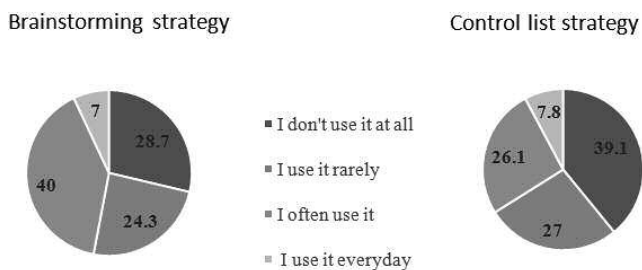 Brainstorming strategy
Control list strategy
7
28.7
40
24.3
I don't use it at all
I use it rarely
I often use it
I use it everyday
7.8
39.1
26.1
27